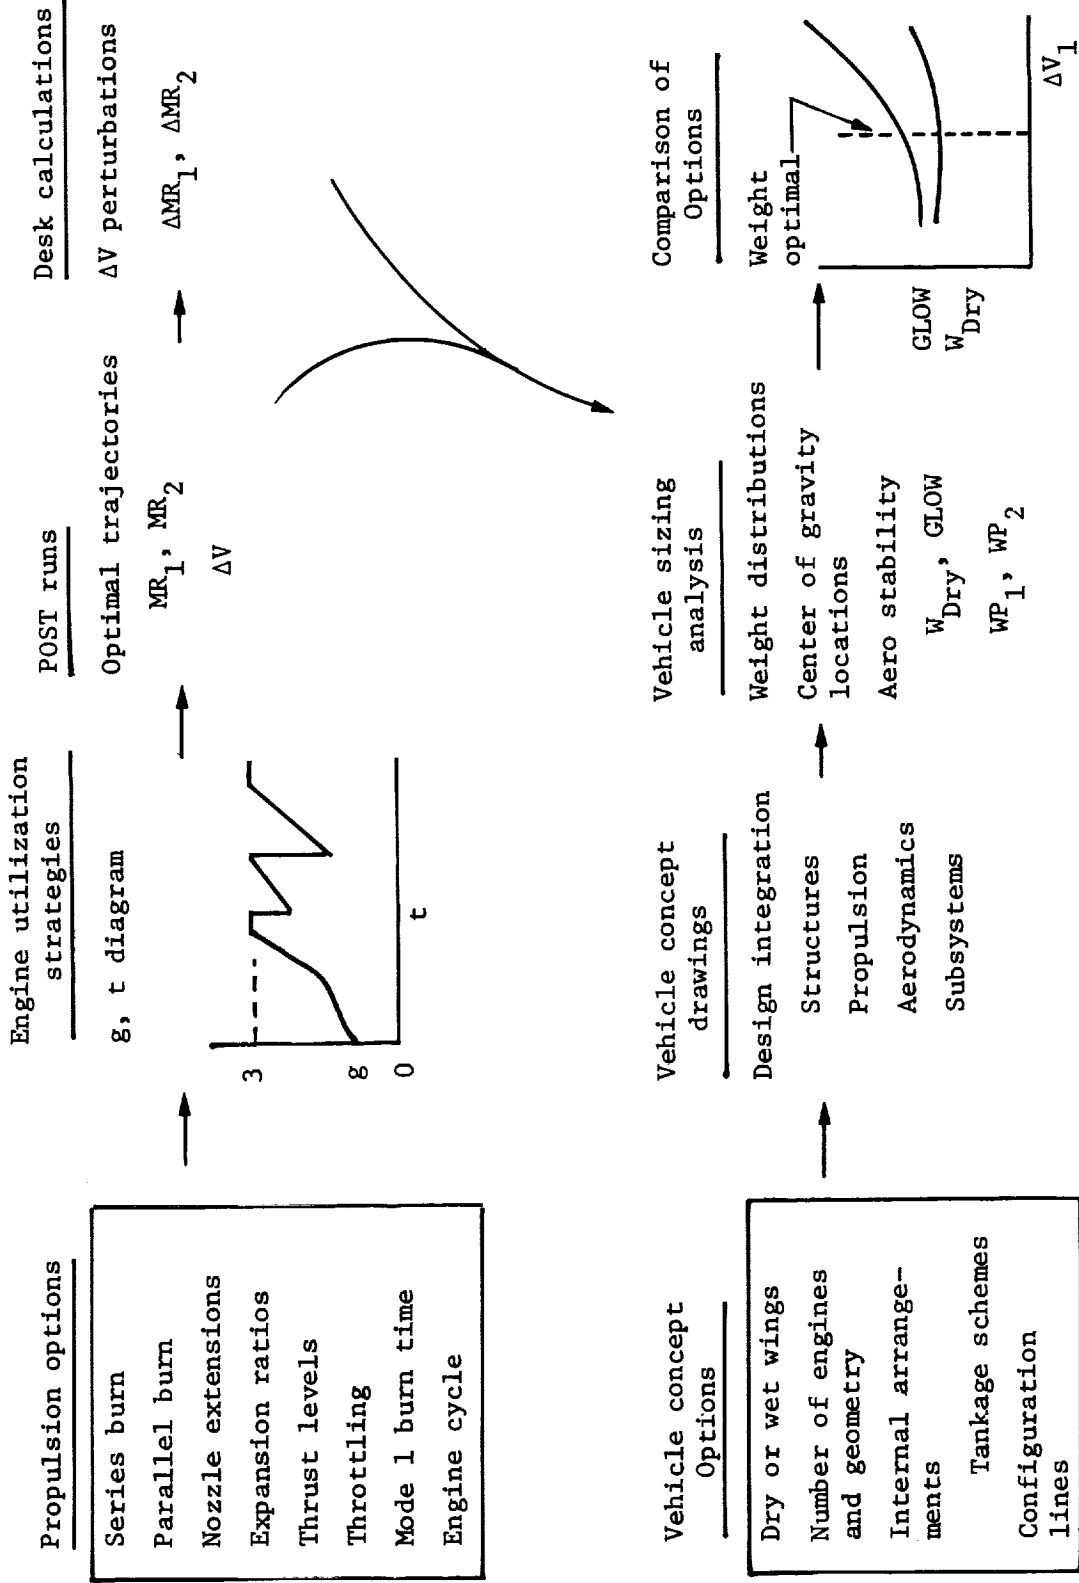 Propulsion options
Series burn
Parallel burn
Nozzle extensions
Expansion ratios
Thrust levels
Throttling
Mode 1 burn time
Engine cycle
Engine utilization
strategies
g, t diagram
3
g
0
t
POST runs
Optimal trajectories
MR1, MR2
ΔV
Desk calculations
ΔV perturbations
ΔMR1, ΔMR2
Vehicle concept
Options
Dry or wet wings
Number of engines
and geometry
Internal arrange-
ments
Tankage schemes
Configuration
lines
Vehicle concept
drawings
Design integration
Structures
Propulsion
Aerodynamics
Subsystems
Vehicle sizing
analysis
Weight distributions
Center of gravity
locations
Aero stability
WDry, GLOW
WP1, WP2
Comparison of
Options
Weight
optimal
GLOW
WDry
ΔV1